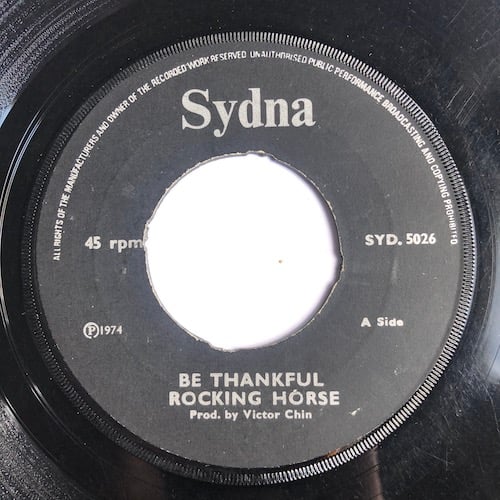 ALL RIGHTS OF THE MANUFACTURERS AND OWNER OF THE RECORDED WORK RESERVED UNAUTHORISED PUBLIC PERFORMANCE BROADCASTING AND COPYING PROHIBITED
Sydna
45 rpm
SYD. 5026
Ⓟ1974
A Side
BE THANKFUL
ROCKING HORSE
Prod. by Victor Chin